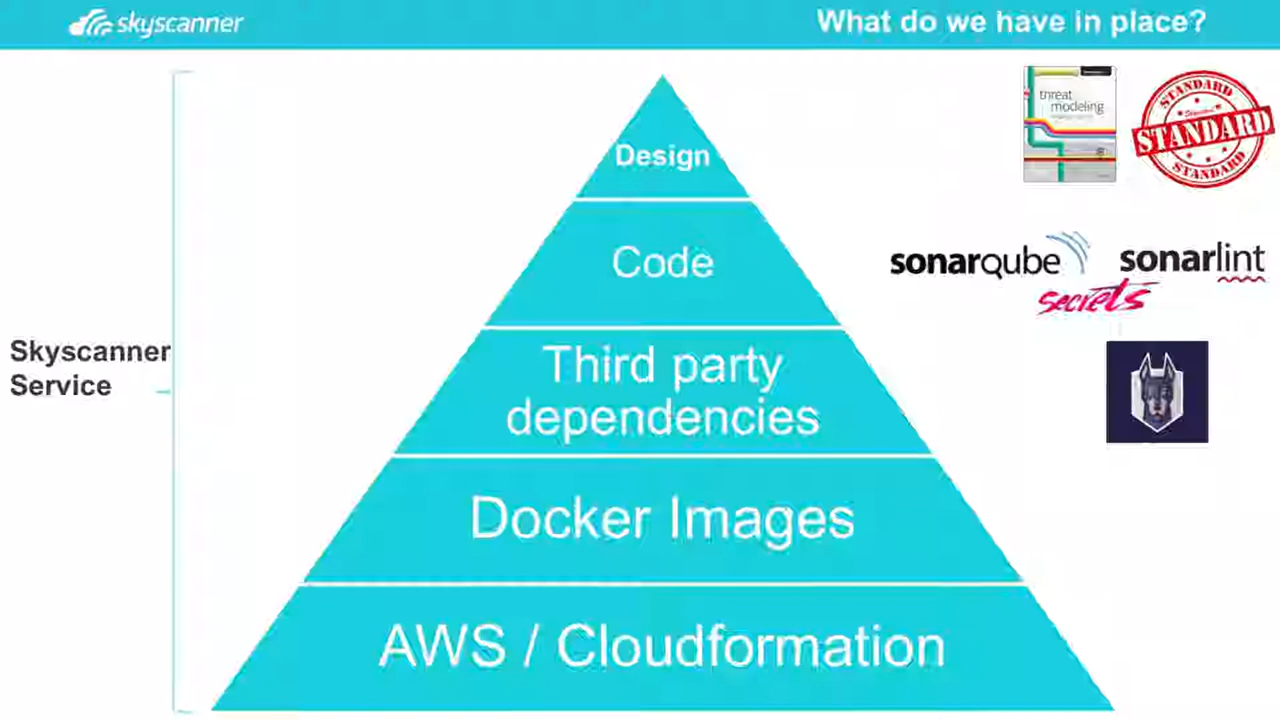 skyscanner
What do we have in place?
threat
modeling
STANDARD
STANDARD
STANDARD
Design
sonarqube
sonarlint
secrets
Code
Skyscanner
Service
Third party
dependencies
Docker Images
AWS / Cloudformation